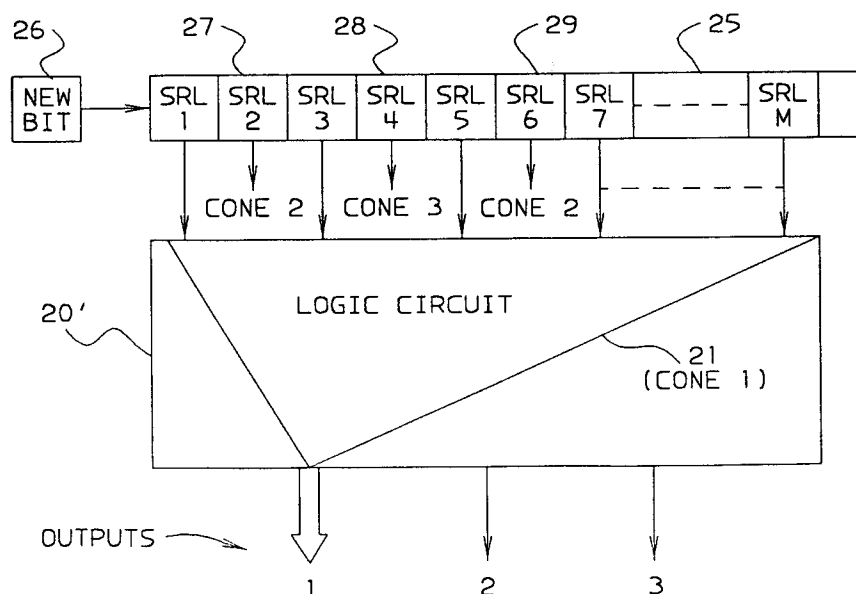 26 27 28 29 25
NEW BIT
SRL 1
SRL 2
SRL 3
SRL 4
SRL 5
SRL 6
SRL 7
SRL M
CONE 2 CONE 3 CONE 2
LOGIC CIRCUIT
20'
21
(CONE 1)
OUTPUTS
1 2 3